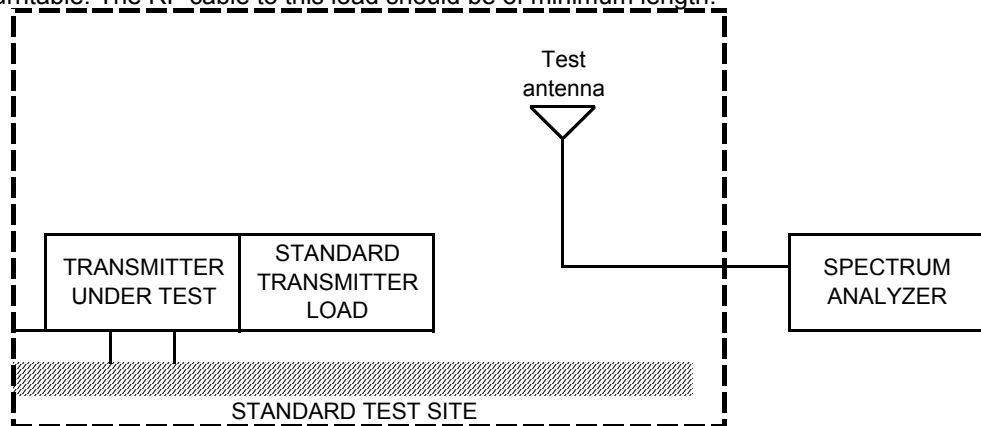 turntable. The RF cable to this load should be of minimum length.
Test
antenna
TRANSMITTER
UNDER TEST
STANDARD
TRANSMITTER
LOAD
SPECTRUM
ANALYZER
STANDARD TEST SITE